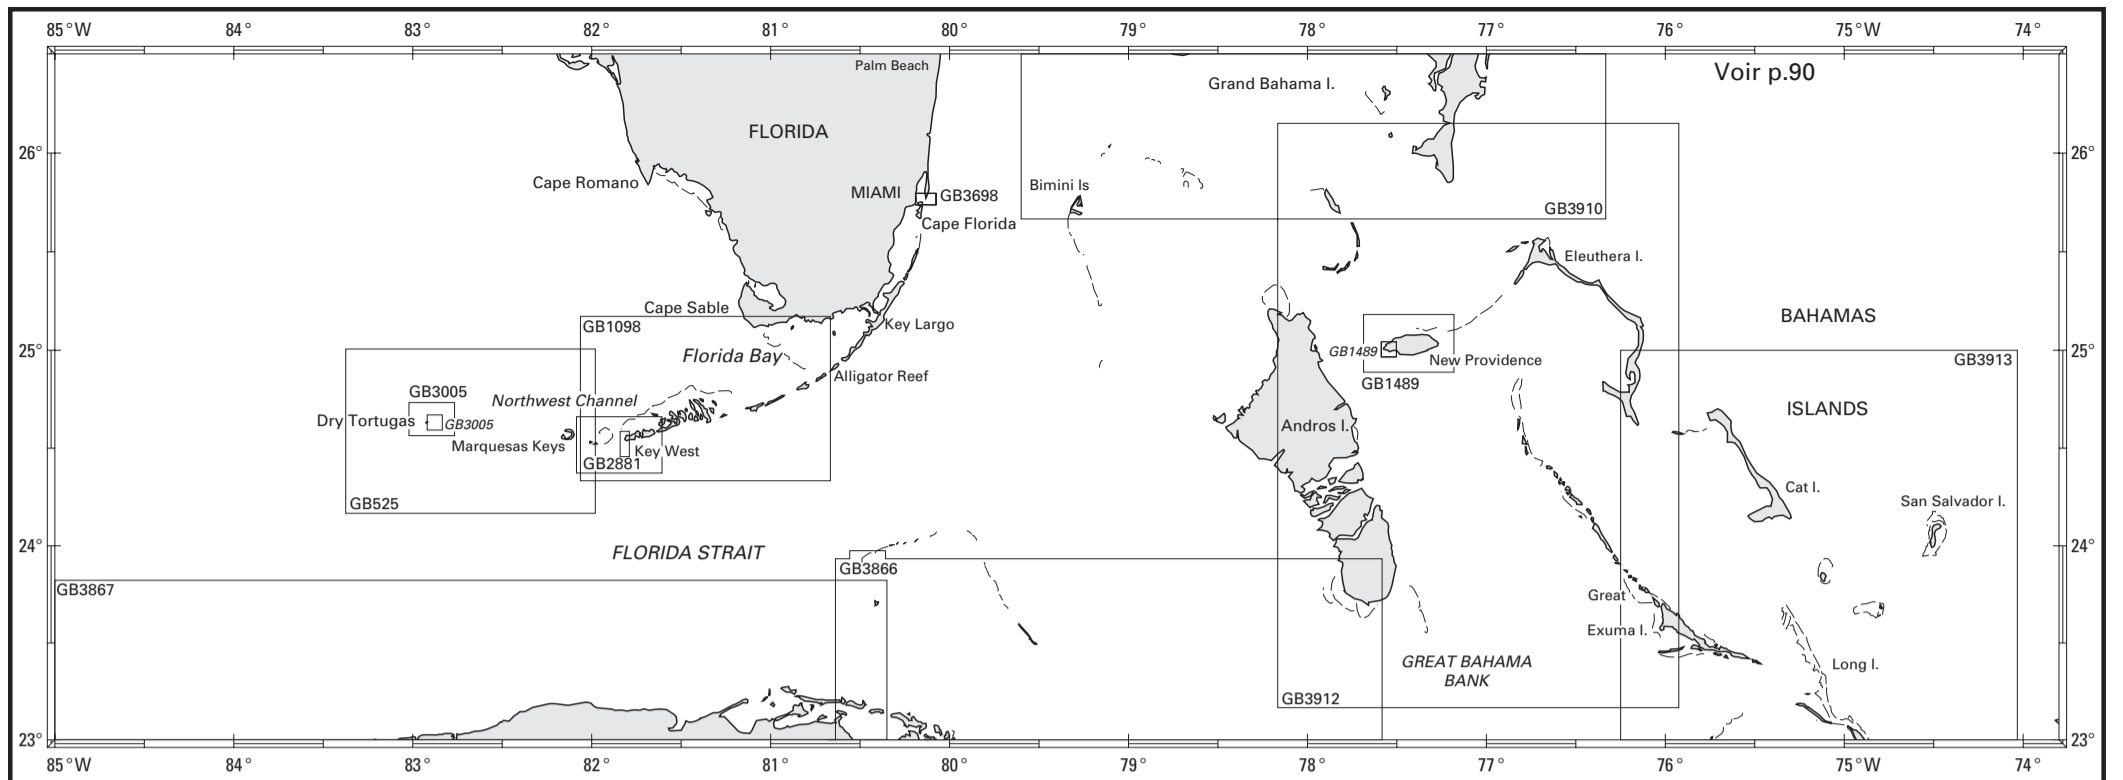 85°W 84° 83° 82° 81° 80° 79° 78° 77° 76° 75°W 74°
Palm Beach
Voir p.90
Grand Bahama I.
FLORIDA
26° 26°
Cape Romano
MIAMI
GB3698
Bimini Is
GB3910
Cape Florida
Eleuthera I.
Cape Sable
GB1098
Key Largo
BAHAMAS
Florida Bay
25° 25°
GB1489
New Providence
GB3913
Alligator Reef
GB1489
GB3005
Northwest Channel
ISLANDS
Dry Tortugas
GB3005
Andros I.
Marquesas Keys
Key West
GB2881
Cat I.
San Salvador I.
GB525
24° 24°
FLORIDA STRAIT
GB3866
GB3867
Great
Exuma I.
GREAT BAHAMA
BANK
Long I.
GB3912
23° 23°
85°W 84° 83° 82° 81° 80° 79° 78° 77° 76° 75°W 74°